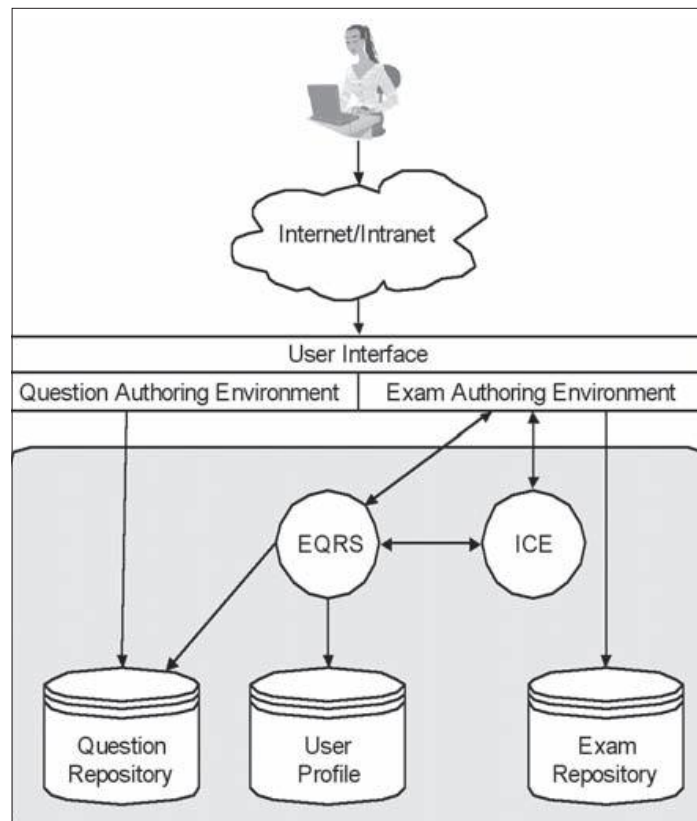 Internet/Intranet
User Interface
Question Authoring Environment
Exam Authoring Environment
EQRS
ICE
Question
Repository
User
Profile
Exam
Repository